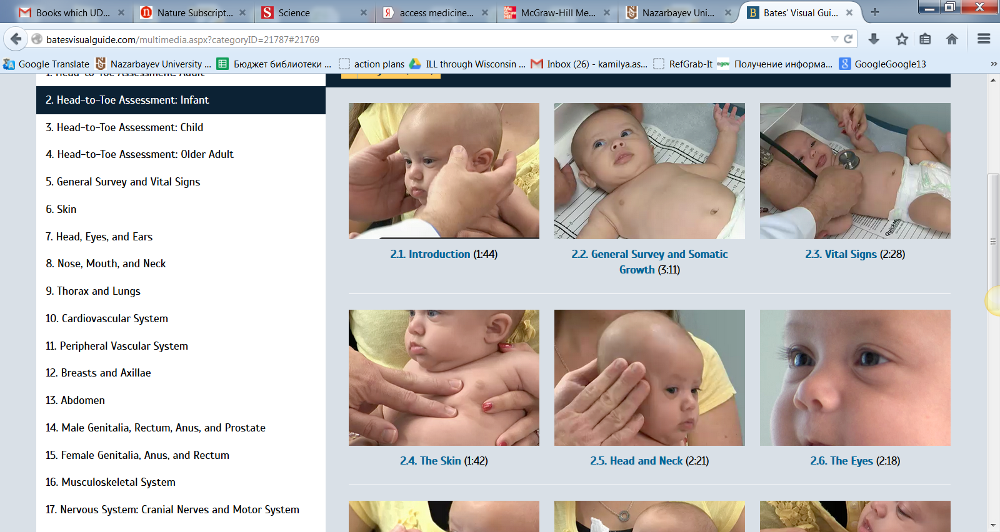 Books which UD...
Nature Subscript...
Science
access medicine...
McGraw-Hill Me...
Nazarbayev Uni...
Bates' Visual Gui...
batesvisualguide.com/multimedia.aspx?categoryID=21787#21769
Google Translate
Nazarbayev University ...
Бюджет библиотеки ...
action plans
ILL through Wisconsin ...
Inbox (26) - kamilya.as...
RefGrab-It
Получение информа...
GoogleGoogle13
1. Head-to-Toe Assessment: Adult
2. Head-to-Toe Assessment: Infant
3. Head-to-Toe Assessment: Child
4. Head-to-Toe Assessment: Older Adult
5. General Survey and Vital Signs
6. Skin
7. Head, Eyes, and Ears
8. Nose, Mouth, and Neck
9. Thorax and Lungs
10. Cardiovascular System
11. Peripheral Vascular System
12. Breasts and Axillae
13. Abdomen
14. Male Genitalia, Rectum, Anus, and Prostate
15. Female Genitalia, Anus, and Rectum
16. Musculoskeletal System
17. Nervous System: Cranial Nerves and Motor System
2.1. Introduction (1:44)
2.2. General Survey and Somatic
Growth (3:11)
2.3. Vital Signs (2:28)
2.4. The Skin (1:42)
2.5. Head and Neck (2:21)
2.6. The Eyes (2:18)